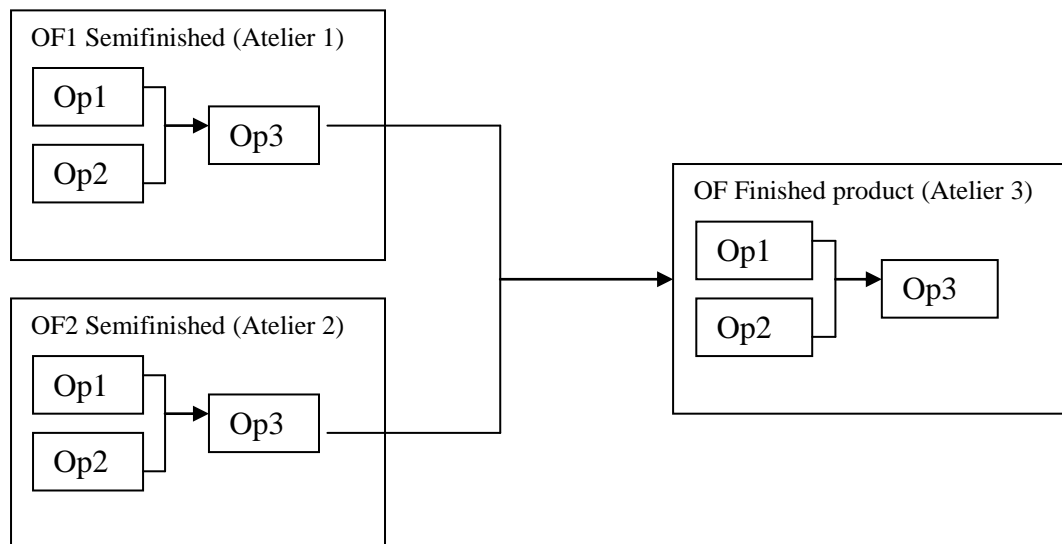 OF1 Semifinished (Atelier 1)
Op1
Op2
Op3
OF2 Semifinished (Atelier 2)
Op1
Op2
Op3
OF Finished product (Atelier 3)
Op1
Op2
Op3